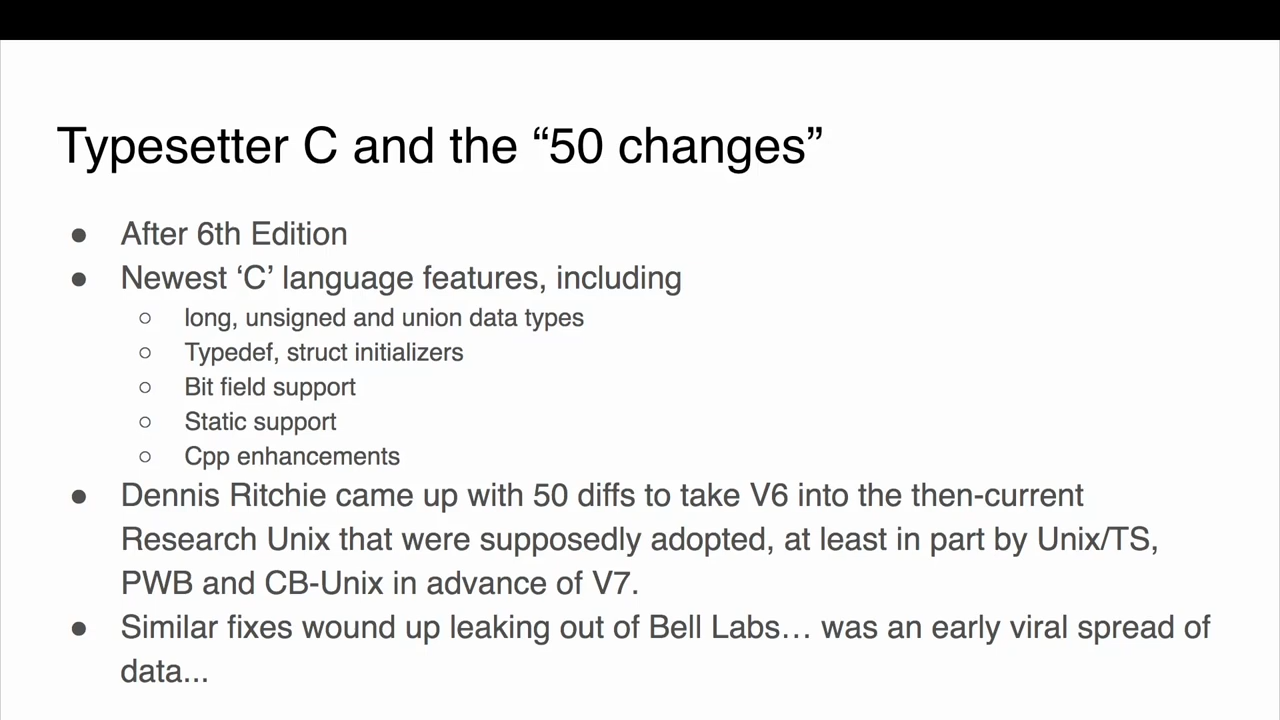 Typesetter C and the “50 changes”
● After 6th Edition
● Newest ‘C’ language features, including
○ long, unsigned and union data types
○ Typedef, struct initializers
○ Bit field support
○ Static support
○ Cpp enhancements
● Dennis Ritchie came up with 50 diffs to take V6 into the then-current
Research Unix that were supposedly adopted, at least in part by Unix/TS,
PWB and CB-Unix in advance of V7.
● Similar fixes wound up leaking out of Bell Labs… was an early viral spread of
data...